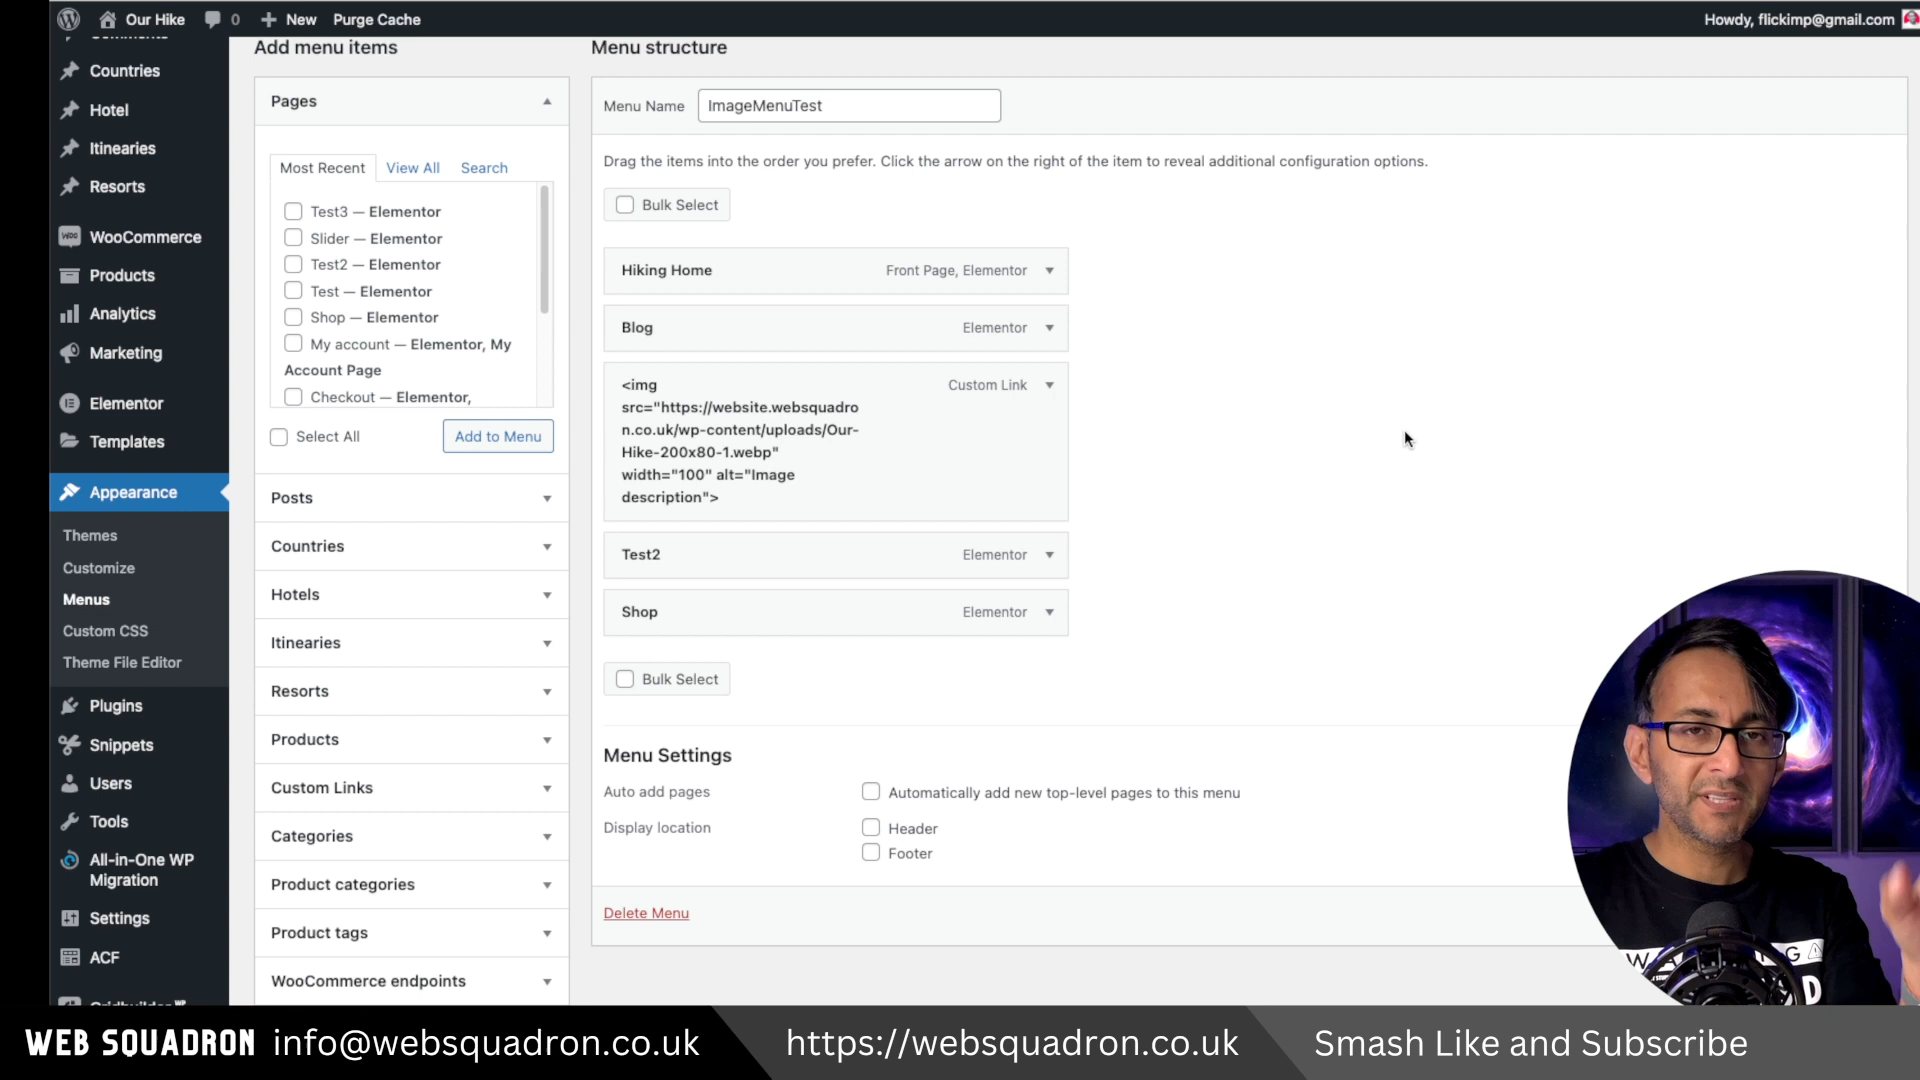 Our Hike
0
New
Purge Cache
Howdy, flickimp@gmail.com
Comments
Countries
Hotel
Itinearies
Resorts
WooCommerce
Products
Analytics
Marketing
Elementor
Templates
Appearance
Themes
Customize
Menus
Custom CSS
Theme File Editor
Plugins
Snippets
Users
Tools
All-in-One WP
Migration
Settings
ACF
Gridbuilder WP
Add menu items
Pages
Most Recent
View All
Search
Test3 — Elementor
Slider — Elementor
Test2 — Elementor
Test — Elementor
Shop — Elementor
My account — Elementor, My
Account Page
Checkout — Elementor,
Select All
Add to Menu
Posts
Countries
Hotels
Itinearies
Resorts
Products
Custom Links
Categories
Product categories
Product tags
WooCommerce endpoints
Menu structure
Menu Name
ImageMenuTest
Drag the items into the order you prefer. Click the arrow on the right of the item to reveal additional configuration options.
Bulk Select
Hiking Home
Front Page, Elementor
Blog
Elementor
<img
Custom Link
src="https://website.websquadro
n.co.uk/wp-content/uploads/Our-
Hike-200x80-1.webp"
width="100" alt="Image
description">
Test2
Elementor
Shop
Elementor
Bulk Select
Menu Settings
Auto add pages
Automatically add new top-level pages to this menu
Display location
Header
Footer
Delete Menu
WEB SQUADRON
info@websquadron.co.uk
https://websquadron.co.uk
Smash Like and Subscribe